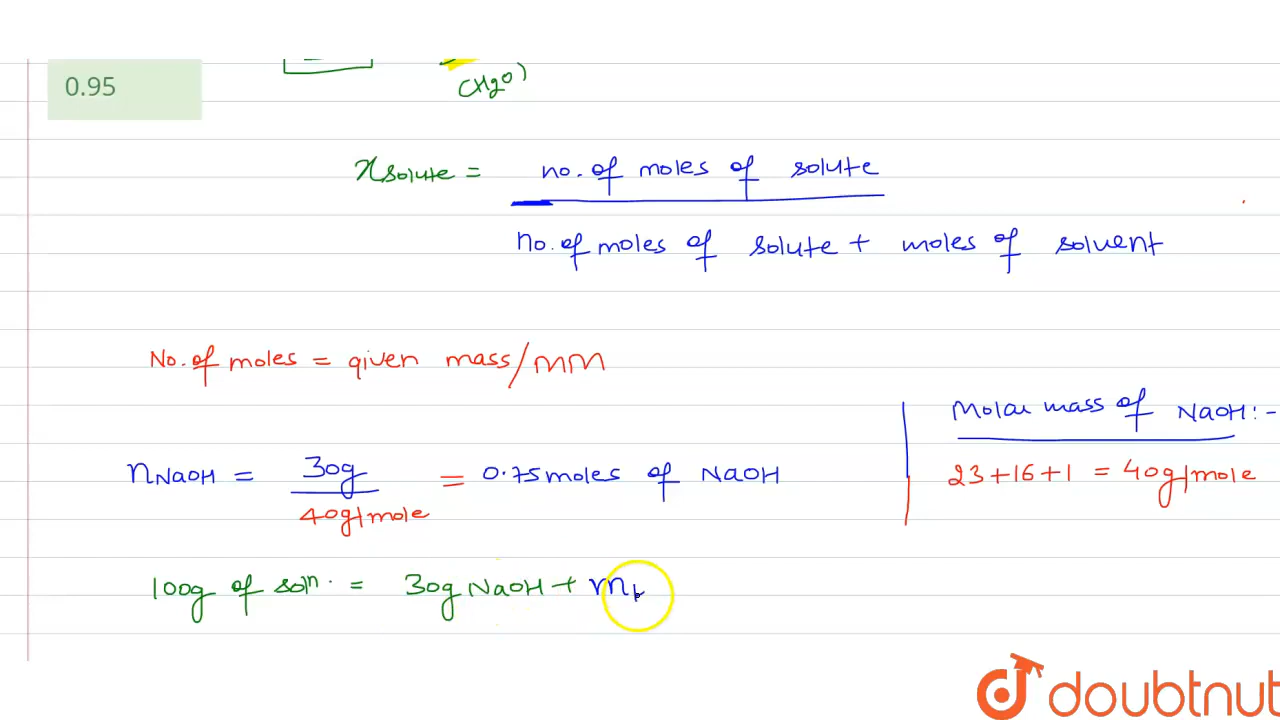 0.95
(H2O)
xsolute = no. of moles of solute
no. of moles of solute + moles of solvent
No. of moles = given mass/MM
Molar mass of NaOH :-
23+16+1 = 40g/mole
nNaOH = 30g = 0.75 moles of NaOH
40g/mole
100g of soln. = 30g NaOH + m
doubtnut